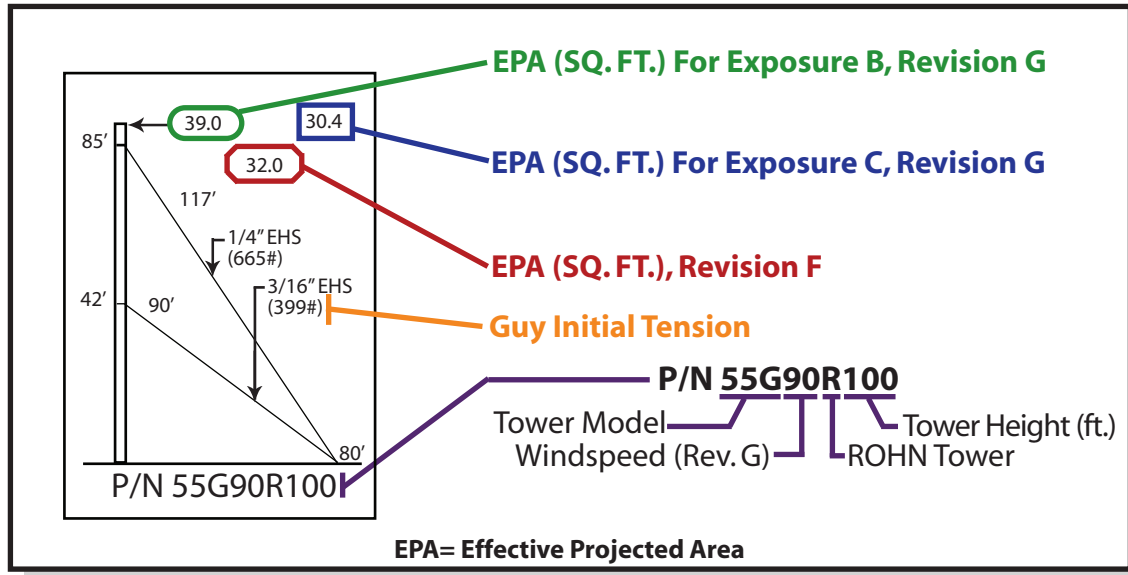 EPA (SQ. FT.) For Exposure B, Revision G
39.0
30.4
85’
EPA (SQ. FT.) For Exposure C, Revision G
32.0
117’
1/4” EHS
(665#)
EPA (SQ. FT.), Revision F
3/16” EHS
(399#)
42’
90’
Guy Initial Tension
P/N 55G90R100
Tower Model
Tower Height (ft.)
Windspeed (Rev. G)
ROHN Tower
80’
P/N 55G90R100
EPA= Effective Projected Area